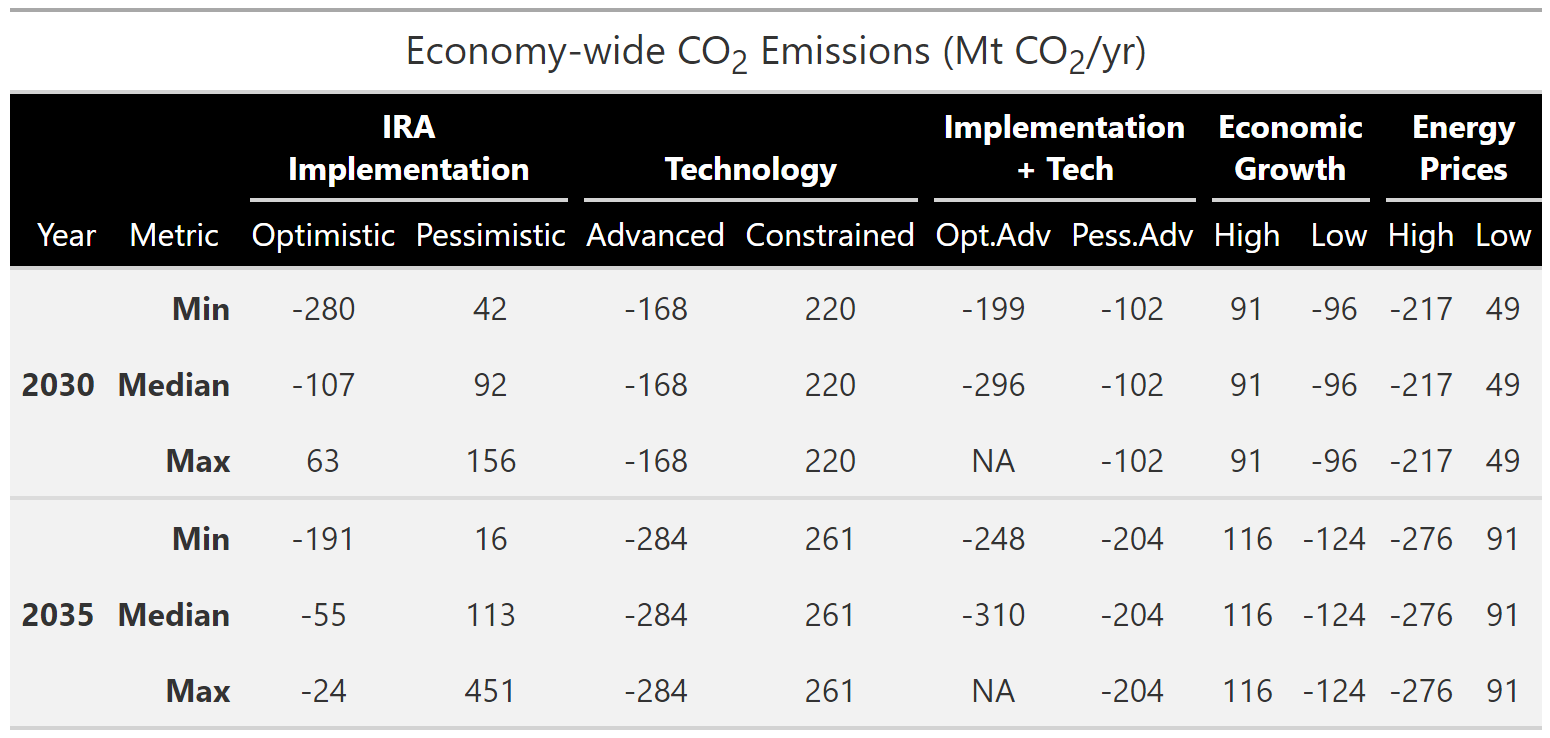 Economy-wide CO₂ Emissions (Mt CO₂/yr)
IRA Implementation Technology Implementation + Tech Economic Growth Energy Prices
Year Metric Optimistic Pessimistic Advanced Constrained Opt.Adv Pess.Adv High Low High Low
Min -280 42 -168 220 -199 -102 91 -96 -217 49
2030 Median -107 92 -168 220 -296 -102 91 -96 -217 49
Max 63 156 -168 220 NA -102 91 -96 -217 49
Min -191 16 -284 261 -248 -204 116 -124 -276 91
2035 Median -55 113 -284 261 -310 -204 116 -124 -276 91
Max -24 451 -284 261 NA -204 116 -124 -276 91